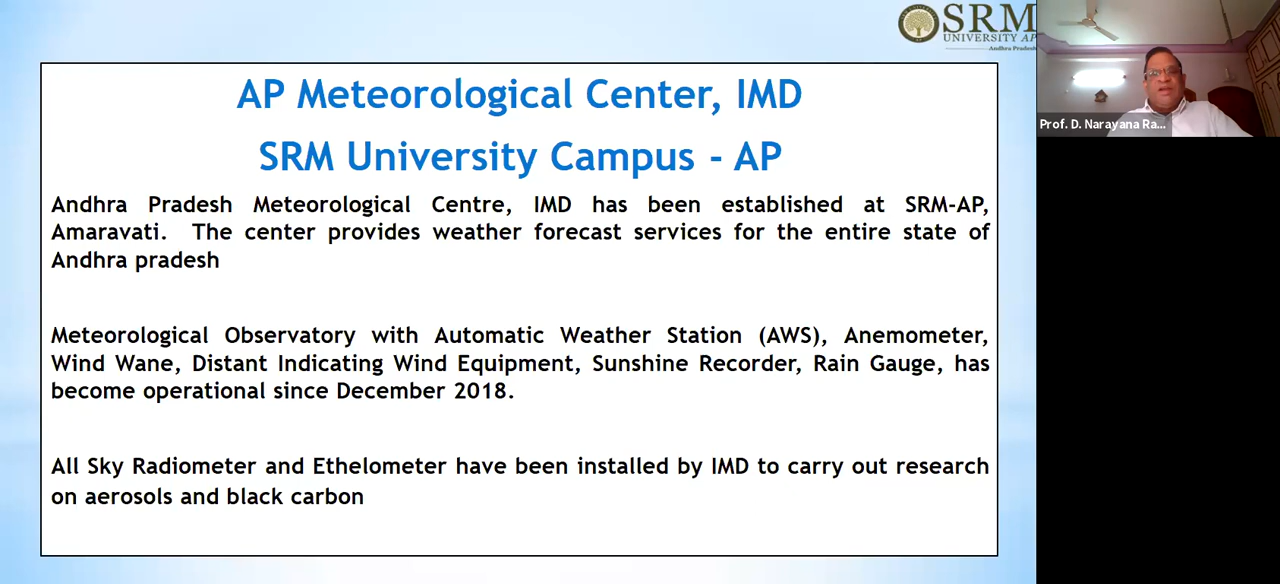 SRM
UNIVERSITY AP
Andhra Pradesh
AP Meteorological Center, IMD
SRM University Campus - AP
Andhra Pradesh Meteorological Centre, IMD has been established at SRM-AP,
Amaravati. The center provides weather forecast services for the entire state of
Andhra pradesh
Meteorological Observatory with Automatic Weather Station (AWS), Anemometer,
Wind Wane, Distant Indicating Wind Equipment, Sunshine Recorder, Rain Gauge, has
become operational since December 2018.
All Sky Radiometer and Ethelometer have been installed by IMD to carry out research
on aerosols and black carbon
Prof. D. Narayana Ra...